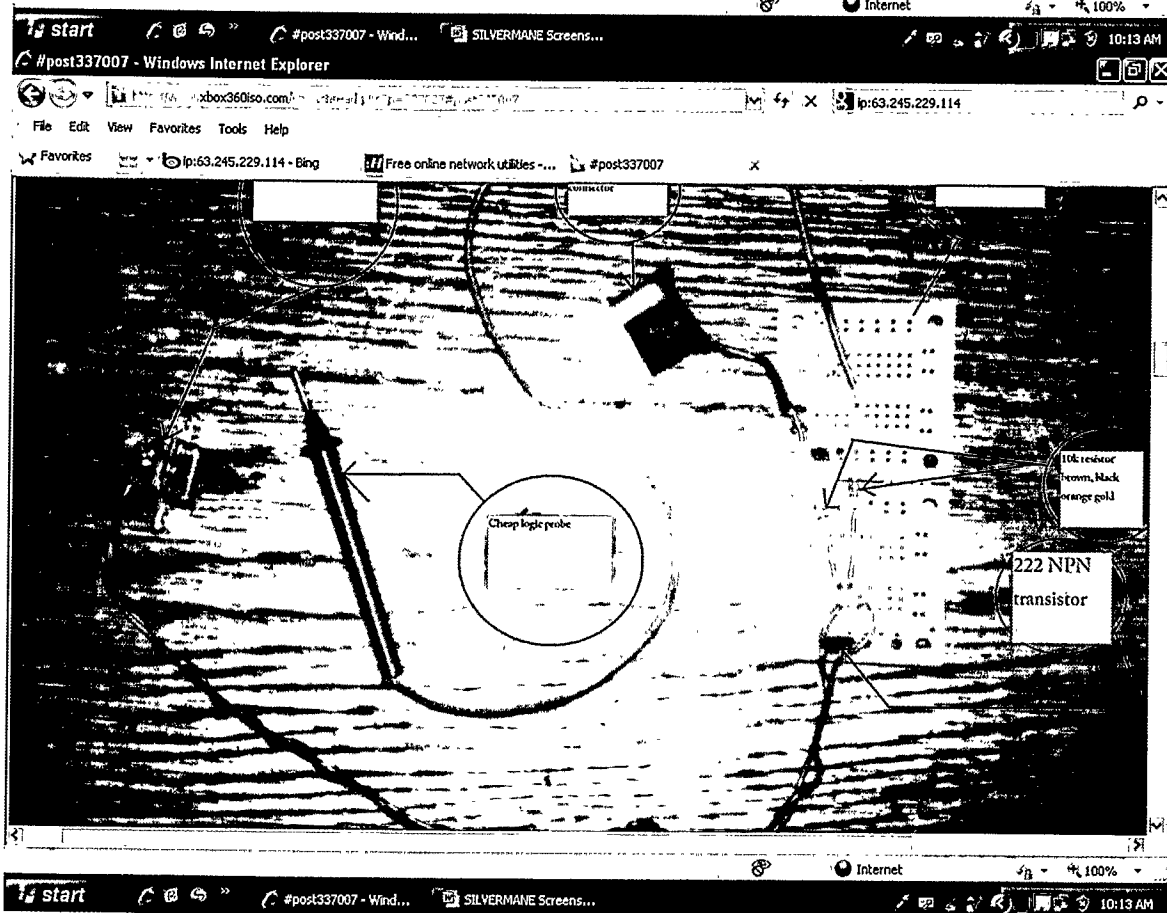 Internet
100%
start
#post337007 - Wind...
SILVERMANE Screens...
10:13 AM
#post337007 - Windows Internet Explorer
xbox360iso.com/
ip:63.245.229.114
File Edit View Favorites Tools Help
Favorites
ip:63.245.229.114 - Bing
Free online network utilities -...
#post337007
connector
10k resistor
brown, black
orange gold
Cheap logic probe
222 NPN
transistor
Internet
100%
start
#post337007 - Wind...
SILVERMANE Screens...
10:13 AM